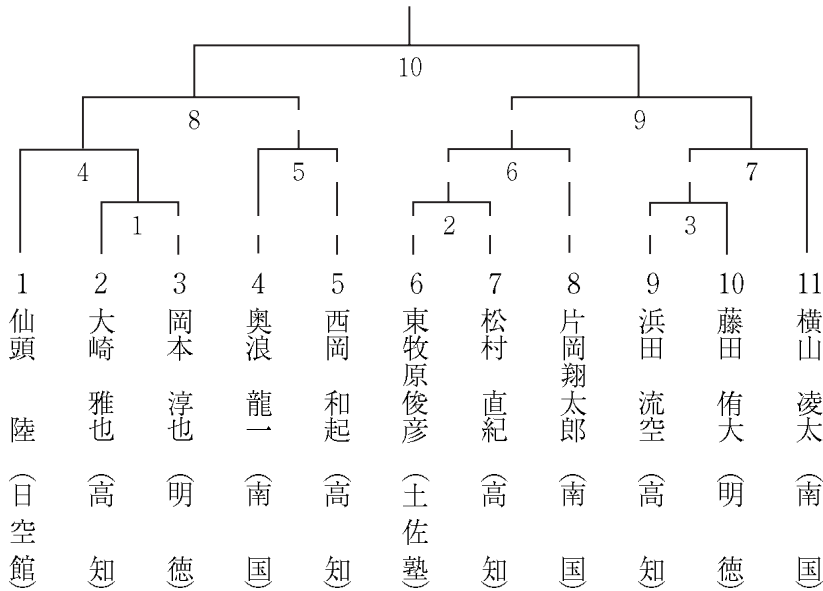 10
8
9
4
5
6
7
1
2
3
1 仙頭 陸 (日空館)
2 大崎 雅也 (高知)
3 岡本 淳也 (明徳)
4 奥浪 龍一 (南国)
5 西岡 和起 (高知)
6 東牧原俊彦 (土佐塾)
7 松村 直紀 (高知)
8 片岡翔太郎 (南国)
9 浜田 流空 (高知)
10 藤田 侑大 (明徳)
11 横山 凌太 (南国)